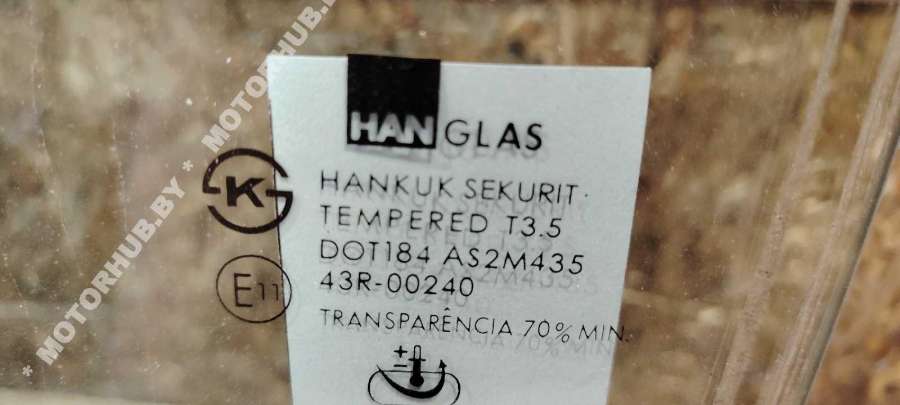 HAN GLAS
HANKUK SEKURIT
TEMPERED T3.5
DOT184 AS2M435
43R-00240
TRANSPARÊNCIA 70% MIN.
K
E11
* MOTORHUB.BY * MOTORHUB.BY